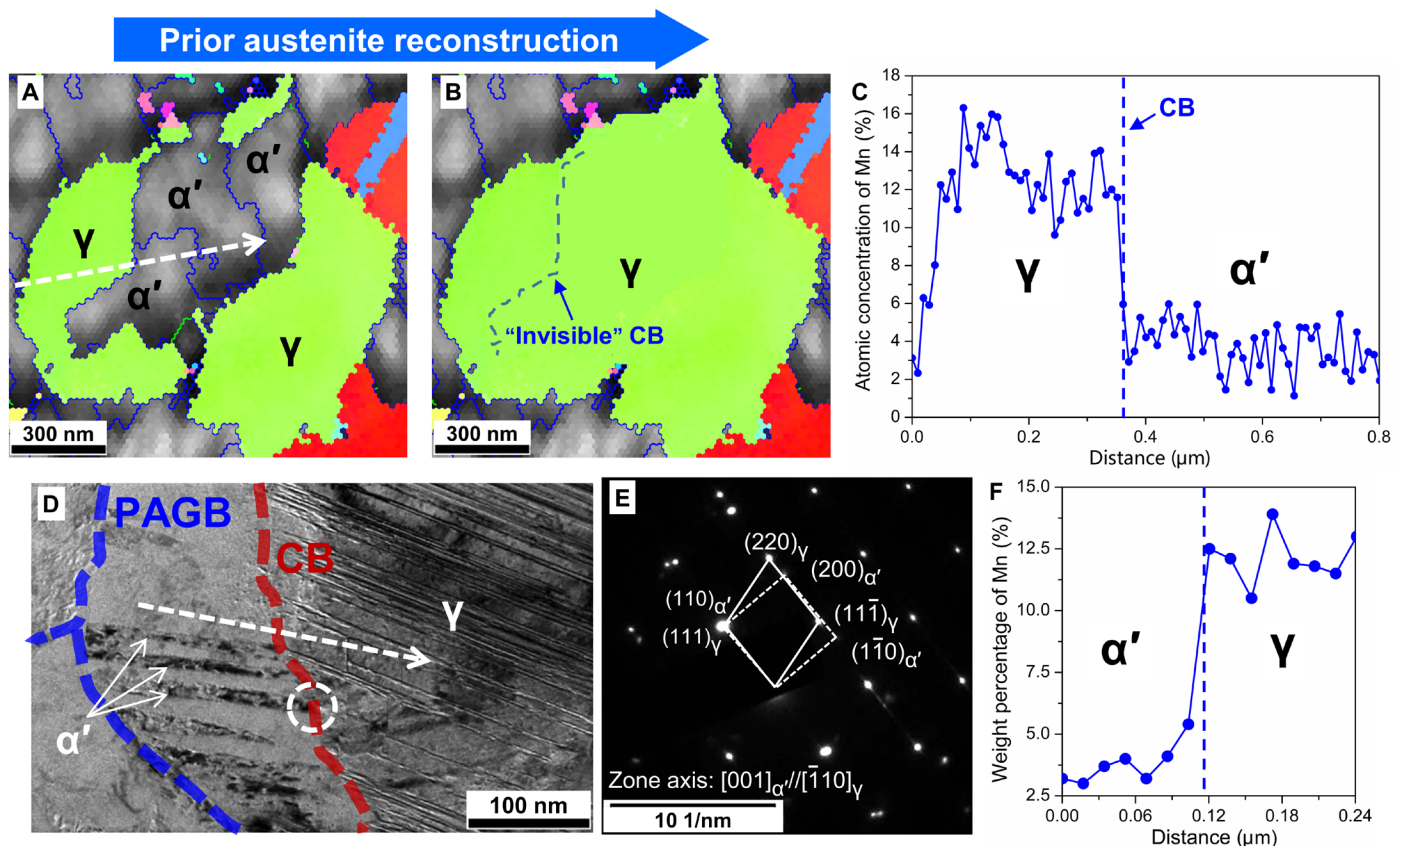 Prior austenite reconstruction
A
α′
α′
γ
α′
γ
300 nm
B
γ
“Invisible” CB
300 nm
C
Atomic concentration of Mn (%)
18
16
14
12
10
8
6
4
2
0
CB
γ
α′
0.0
0.2
0.4
0.6
0.8
Distance (μm)
D
PAGB
CB
γ
α′
100 nm
E
(220)γ
(200)α′
(110)α′
(111)γ
(111̅)γ
(11̅0)α′
Zone axis: [001]α′//[1̅10]γ
10 1/nm
F
Weight percentage of Mn (%)
15.0
12.5
10.0
7.5
5.0
2.5
α′
γ
0.00
0.06
0.12
0.18
0.24
Distance (μm)